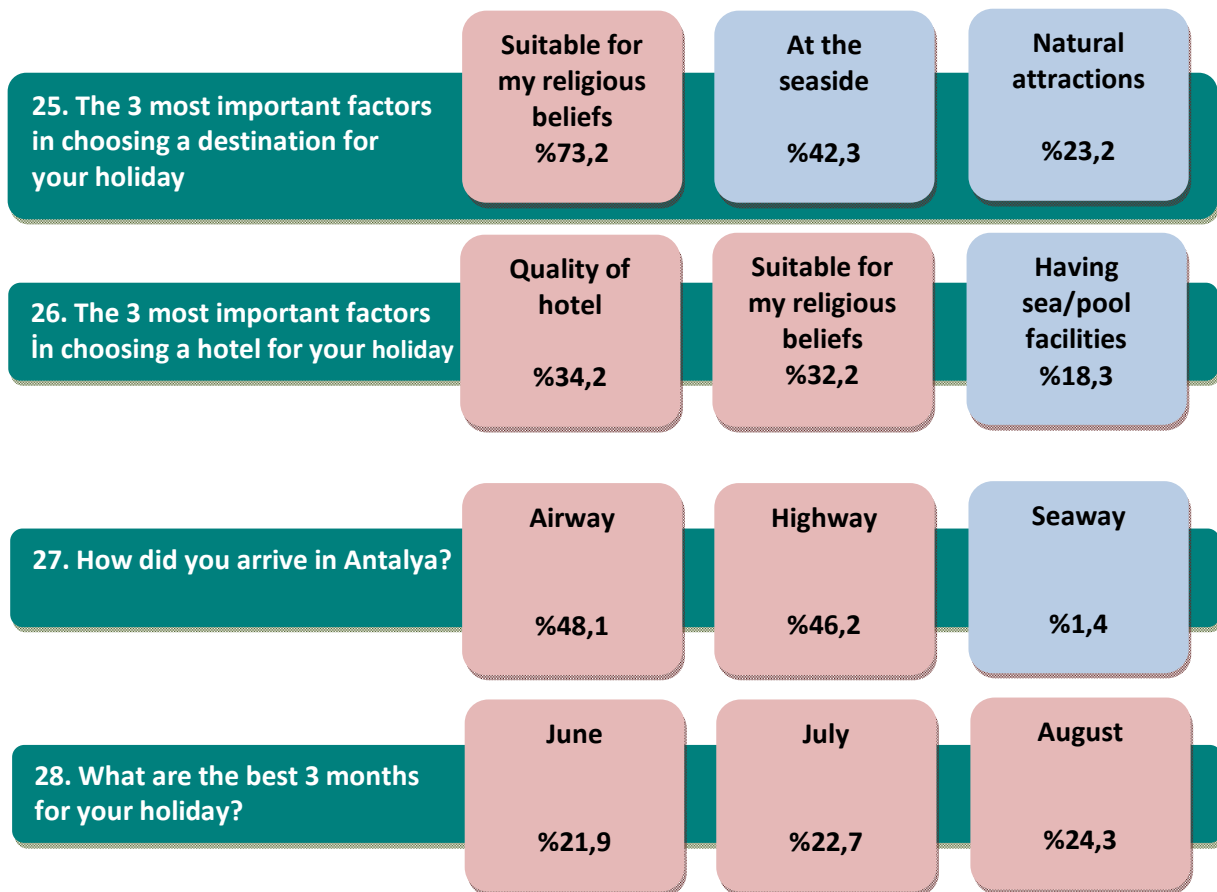 25. The 3 most important factors
in choosing a destination for
your holiday
Suitable for
my religious
beliefs
%73,2
At the
seaside
%42,3
Natural
attractions
%23,2
26. The 3 most important factors
İn choosing a hotel for your holiday
Quality of
hotel
%34,2
Suitable for
my religious
beliefs
%32,2
Having
sea/pool
facilities
%18,3
27. How did you arrive in Antalya?
Airway
%48,1
Highway
%46,2
Seaway
%1,4
28. What are the best 3 months
for your holiday?
June
%21,9
July
%22,7
August
%24,3